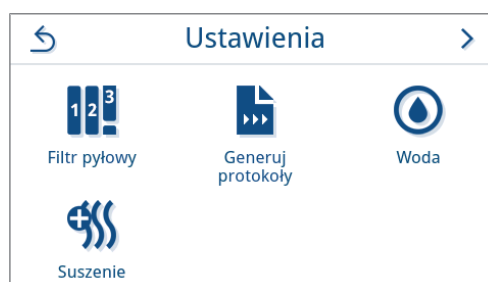 Ustawienia
1 2 3
Filtr pyłowy
Generuj
protokoły
Woda
Suszenie